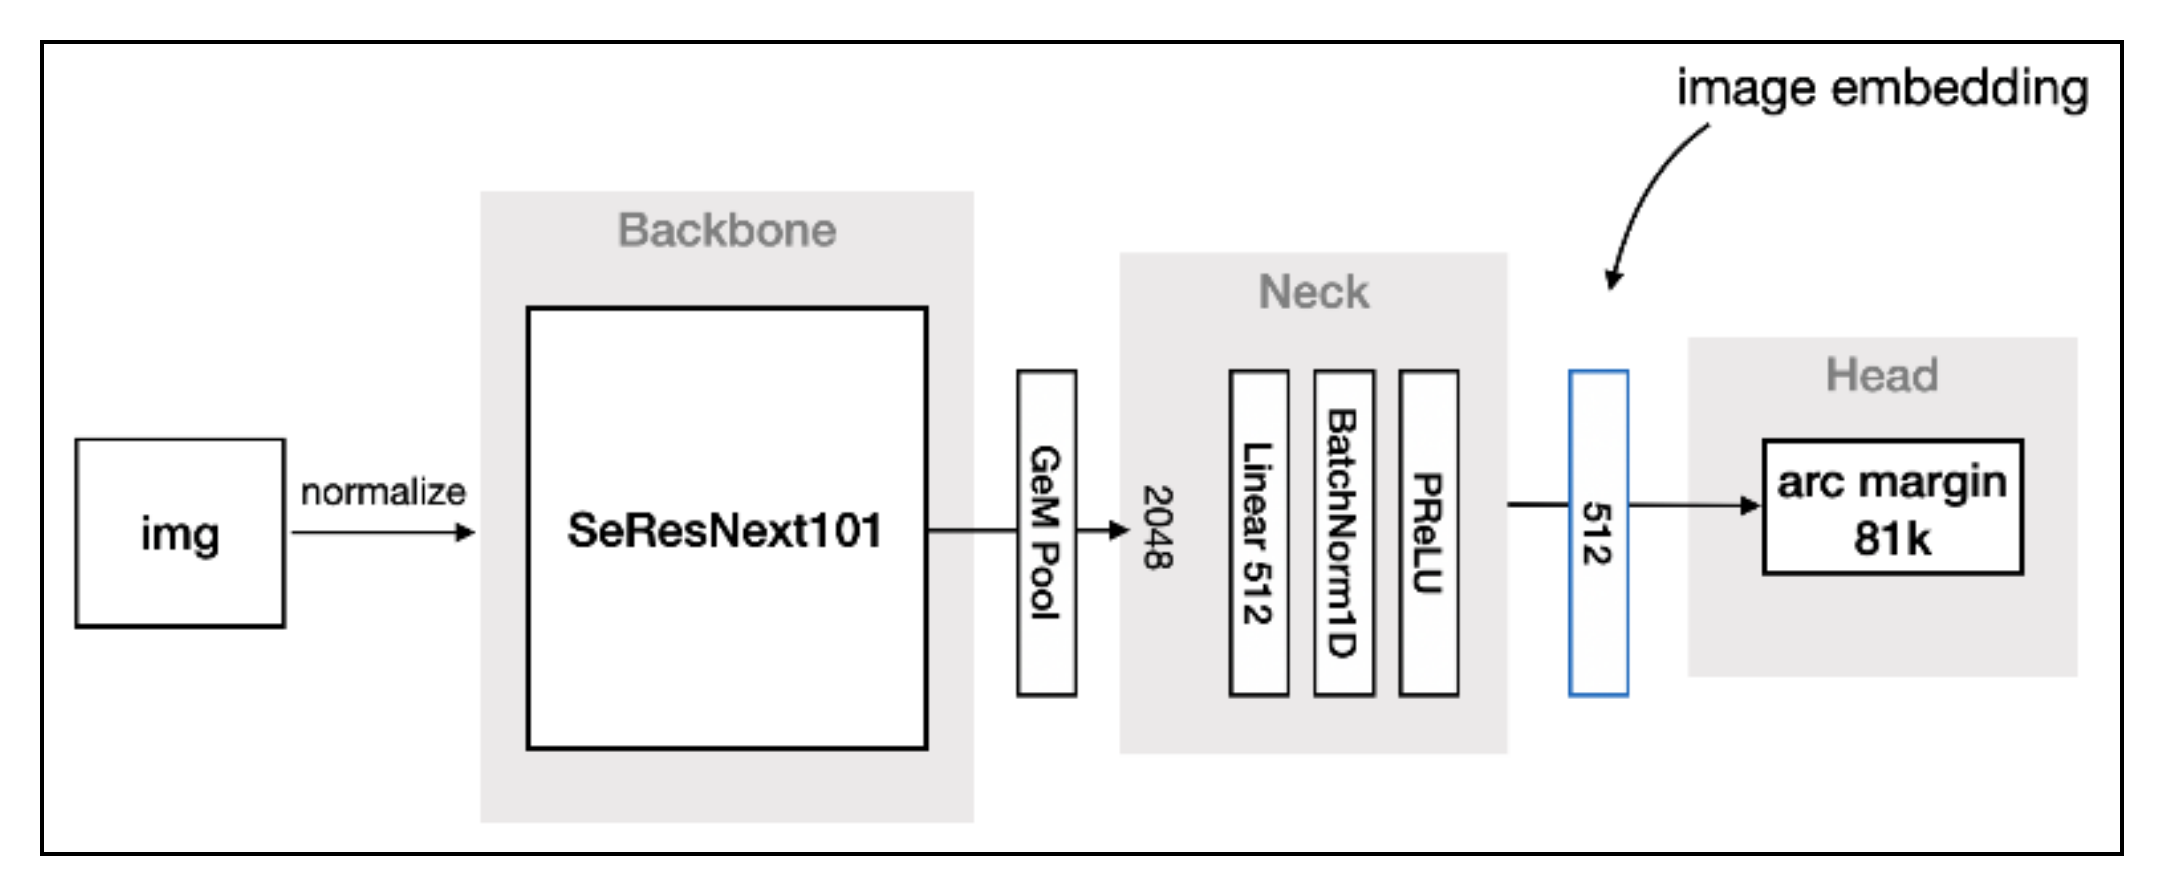 image embedding
Backbone
Neck
Head
img
normalize
SeResNext101
GeM Pool
2048
Linear 512
BatchNorm1D
PReLU
512
arc margin
81k